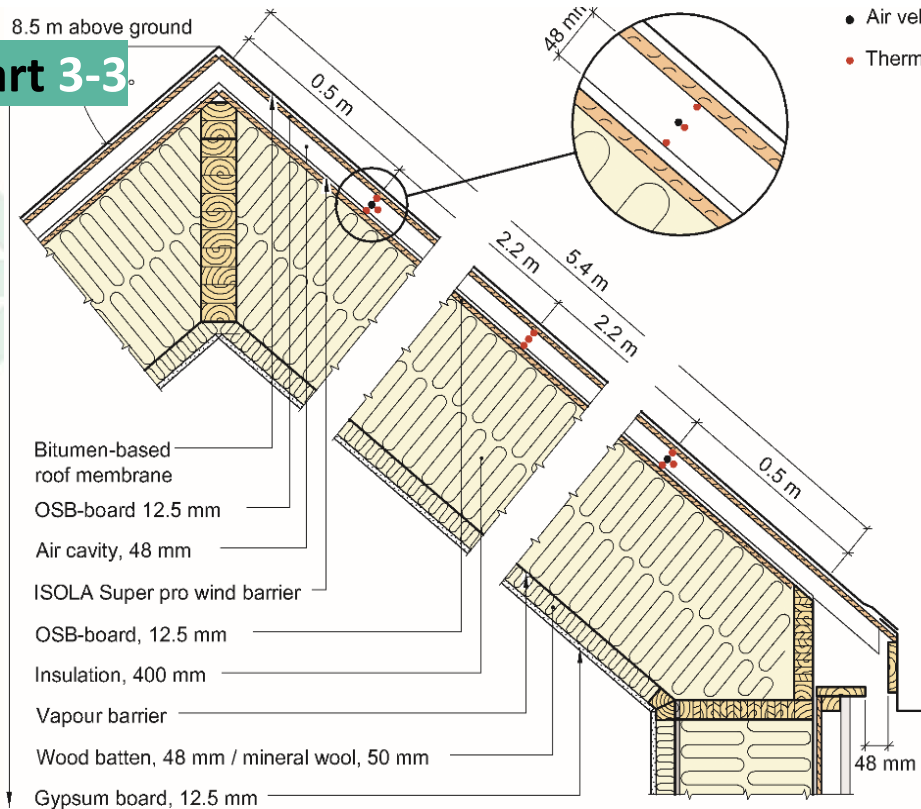 8.5 m above ground
art 3-3
°
0.5 m
48 mm
Air vel
Therm
2.2 m
5.4 m
2.2 m
0.5 m
Bitumen-based
roof membrane
OSB-board 12.5 mm
Air cavity, 48 mm
ISOLA Super pro wind barrier
OSB-board, 12.5 mm
Insulation, 400 mm
Vapour barrier
Wood batten, 48 mm / mineral wool, 50 mm
Gypsum board, 12.5 mm
48 mm